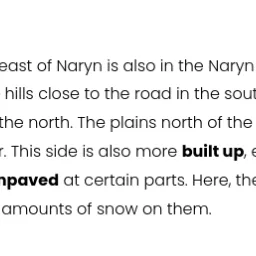 east of Naryn is also in the Naryn
hills close to the road in the sout
the north. The plains north of the
r. This side is also more built up, e
npaved at certain parts. Here, the
amounts of snow on them.